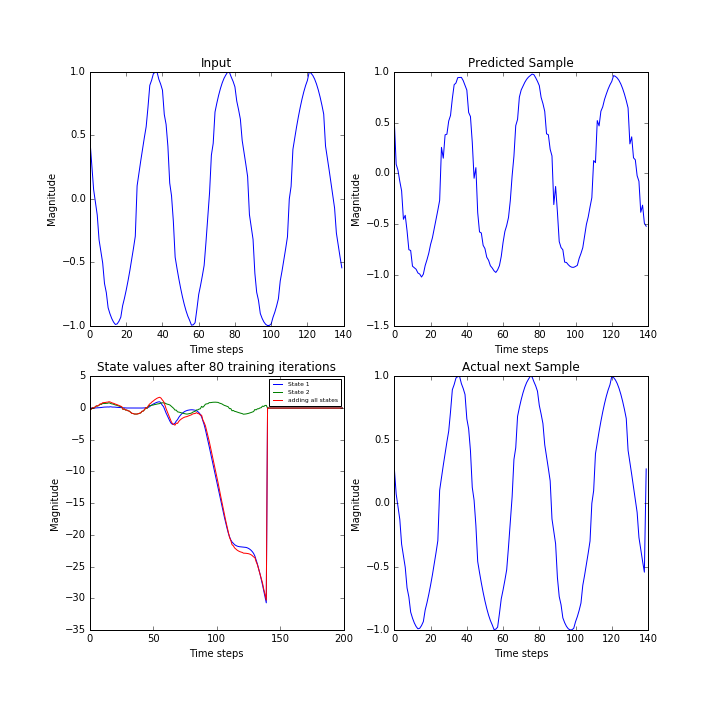 Input
1.0
0.5
0.0
−0.5
−1.0
Magnitude
0 20 40 60 80 100 120 140
Time steps
Predicted Sample
1.0
0.5
0.0
−0.5
−1.0
−1.5
Magnitude
0 20 40 60 80 100 120 140
Time steps
State values after 80 training iterations
5
0
−5
−10
−15
−20
−25
−30
−35
Magnitude
State 1
State 2
adding all states
0 50 100 150 200
Time steps
Actual next Sample
1.0
0.5
0.0
−0.5
−1.0
Magnitude
0 20 40 60 80 100 120 140
Time steps